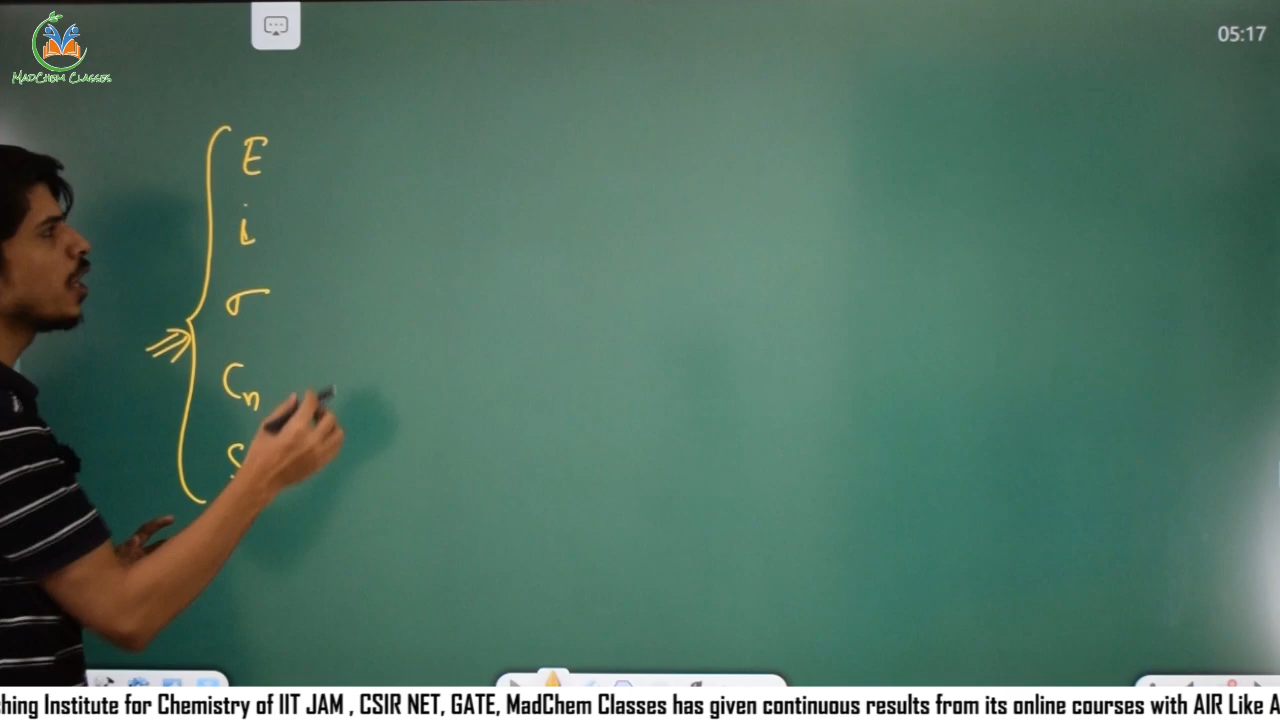 MADCHEM CLASSES
05:17
E
i
σ
Cn
S
ching Institute for Chemistry of IIT JAM , CSIR NET, GATE, MadChem Classes has given continuous results from its online courses with AIR Like A